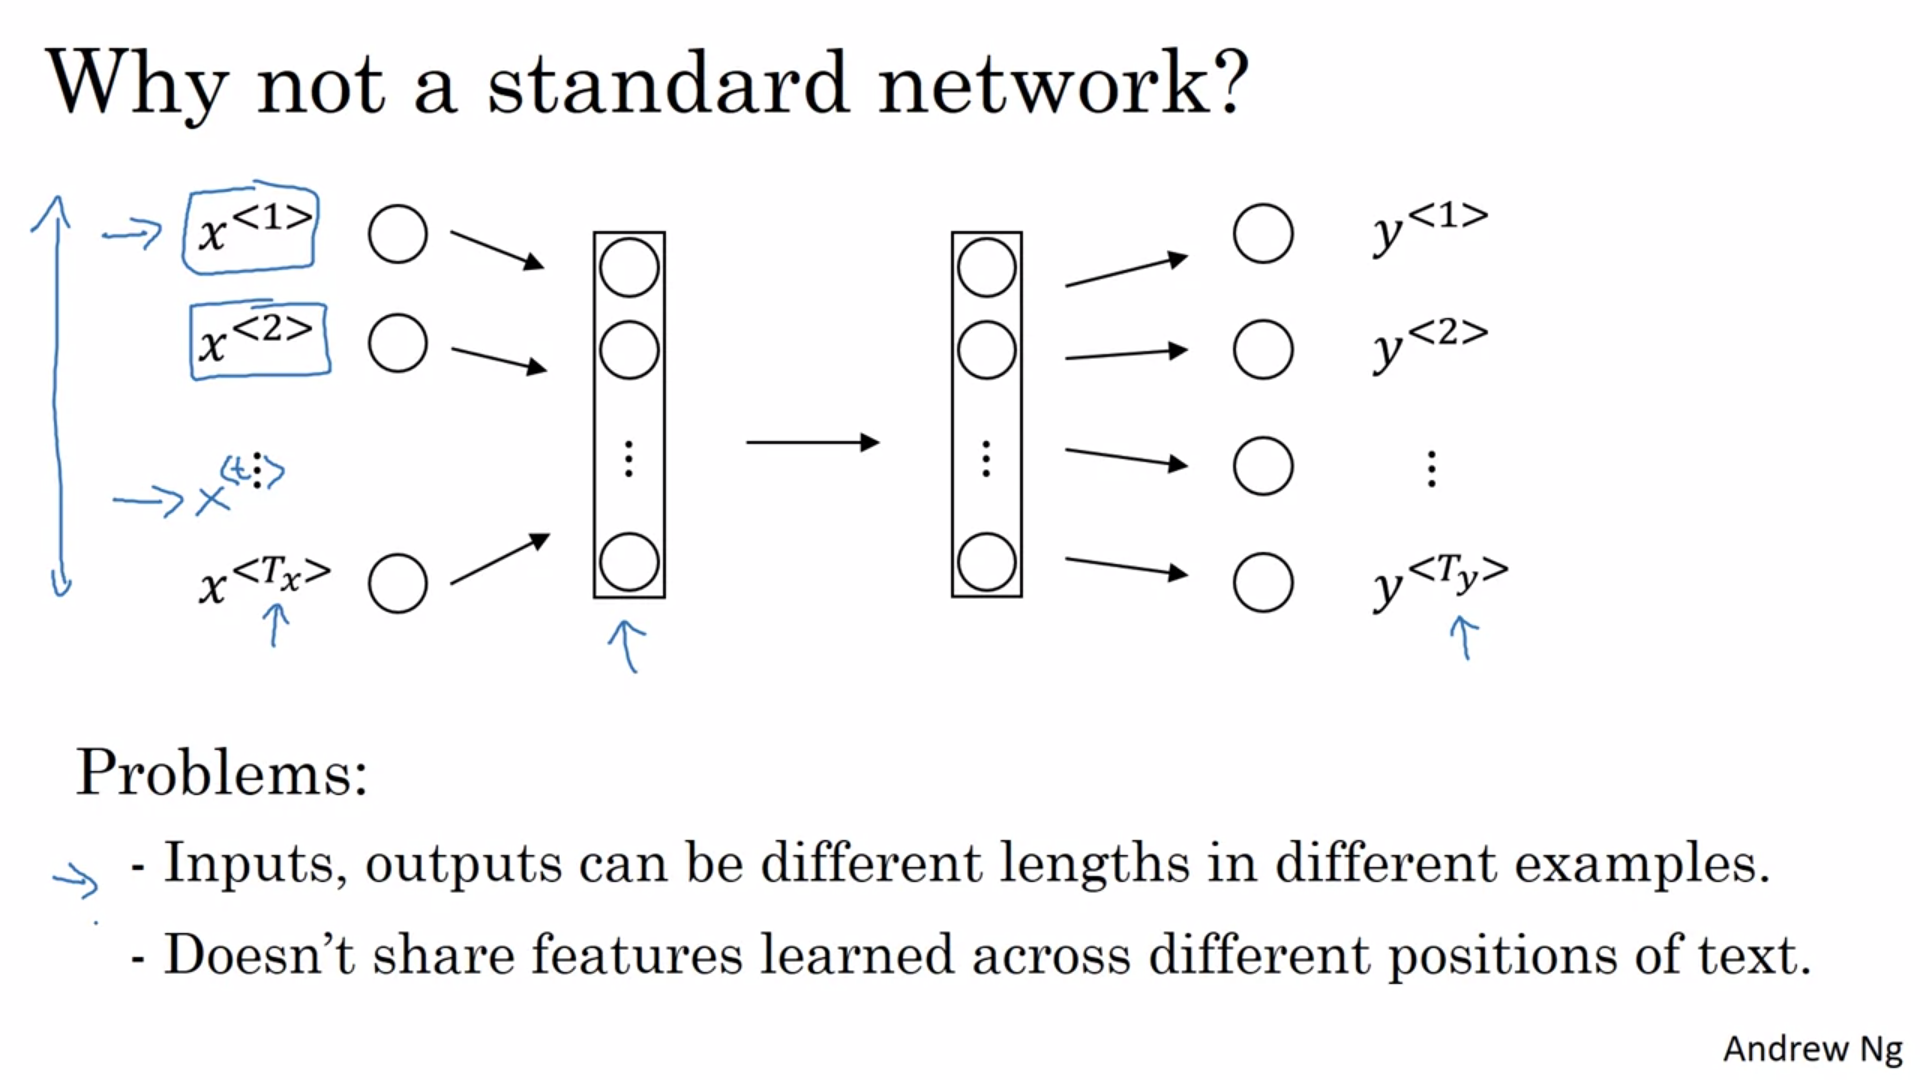 Why not a standard network?
x<1> y<1>
x<2> y<2>
x<t> ⋮ ⋮ ⋮ ⋮
x<Tx> y<Ty>
Problems:
- Inputs, outputs can be different lengths in different examples.
- Doesn't share features learned across different positions of text.
Andrew Ng